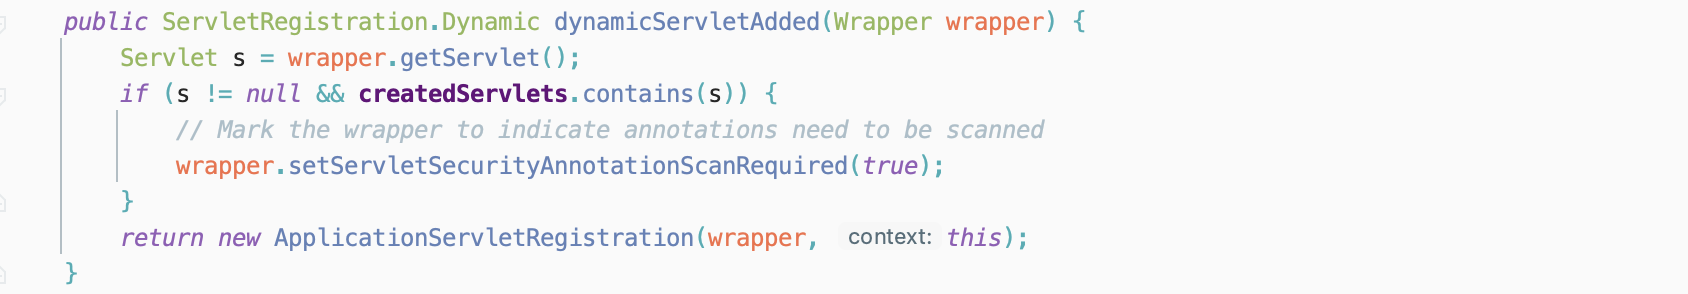 public ServletRegistration.Dynamic dynamicServletAdded(Wrapper wrapper) {
Servlet s = wrapper.getServlet();
if (s != null && createdServlets.contains(s)) {
// Mark the wrapper to indicate annotations need to be scanned
wrapper.setServletSecurityAnnotationScanRequired(true);
}
return new ApplicationServletRegistration(wrapper, context: this);
}